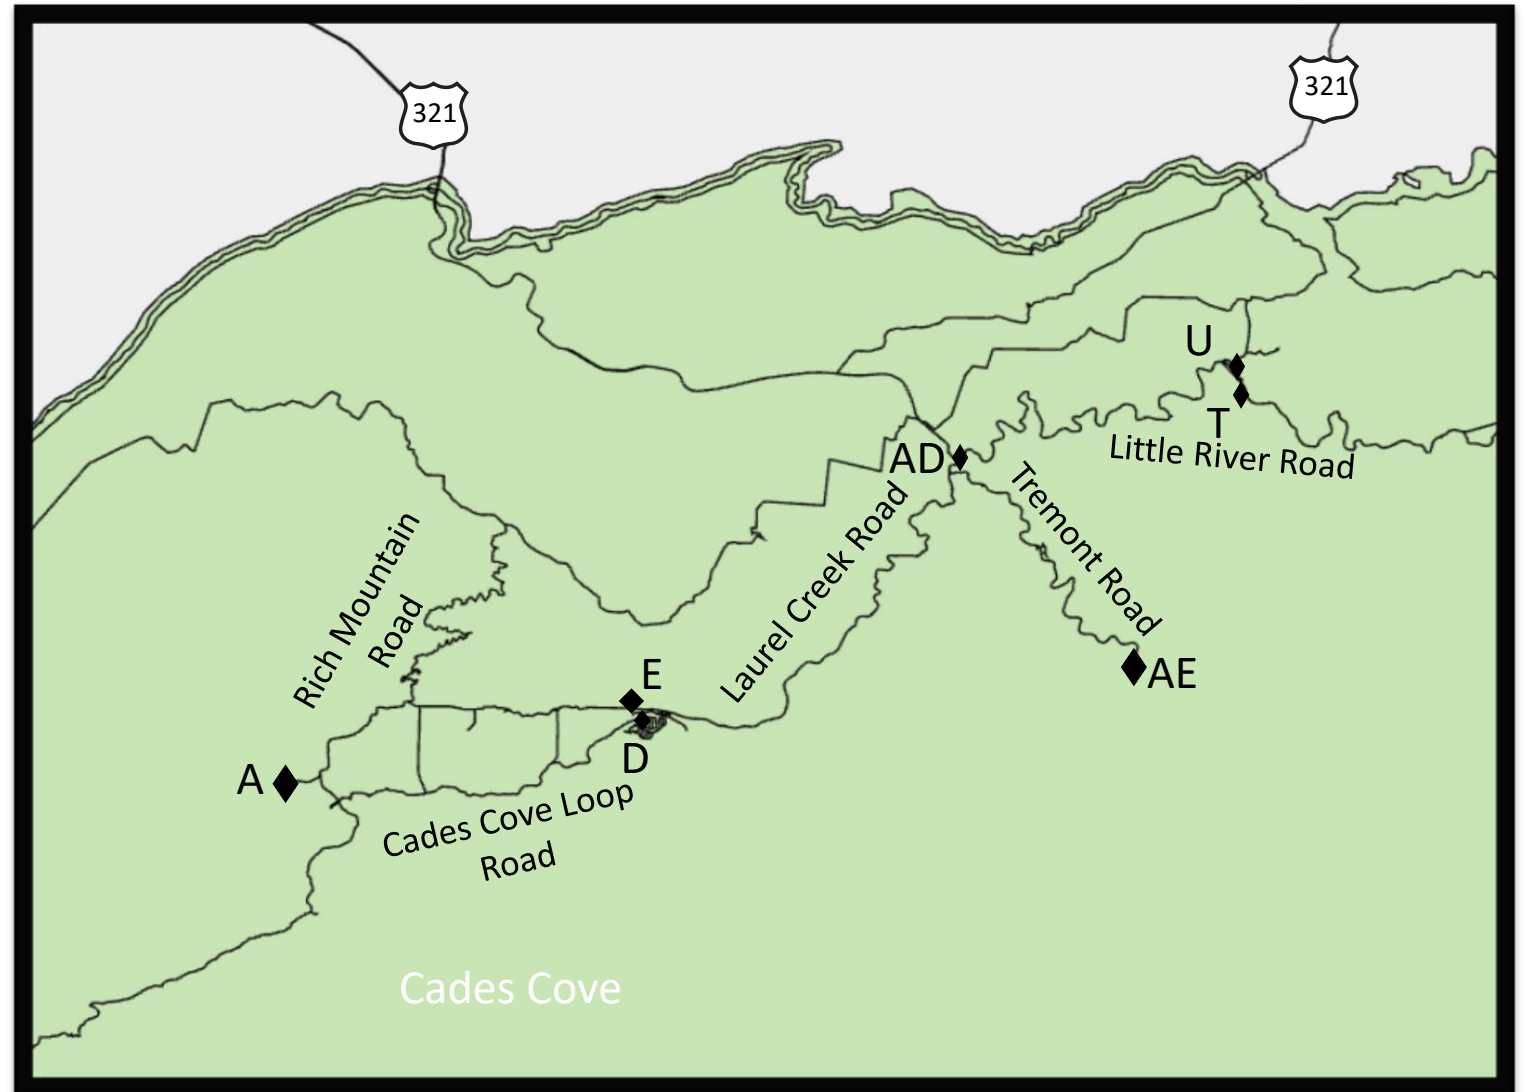 321
321
U
T
Little River Road
AD
Tremont Road
Laurel Creek Road
Rich Mountain
Road
E
AE
D
A
Cades Cove Loop
Road
Cades Cove